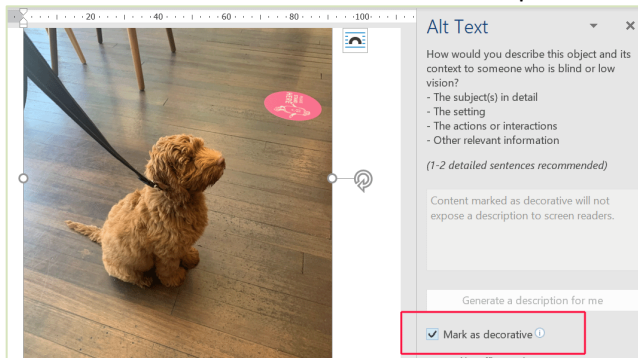 20 40 60 80 100
Alt Text
How would you describe this object and its
context to someone who is blind or low
vision?
- The subject(s) in detail
- The setting
- The actions or interactions
- Other relevant information
(1-2 detailed sentences recommended)
Content marked as decorative will not
expose a description to screen readers.
Generate a description for me
Mark as decorative